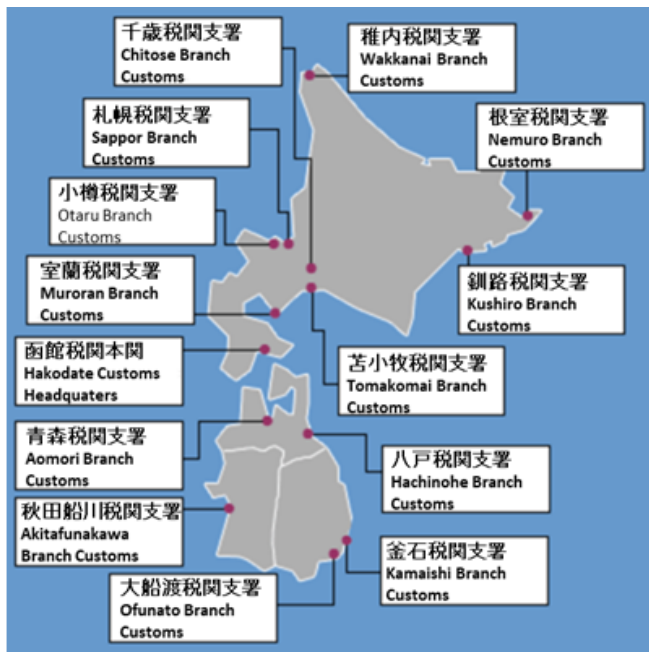 千歳税関支署
Chitose Branch
Customs
稚内税関支署
Wakkanai Branch
Customs
札幌税関支署
Sappor Branch
Customs
根室税関支署
Nemuro Branch
Customs
小樽税関支署
Otaru Branch
Customs
室蘭税関支署
Muroran Branch
Customs
釧路税関支署
Kushiro Branch
Customs
函館税関本関
Hakodate Customs
Headquaters
苫小牧税関支署
Tomakomai Branch
Customs
青森税関支署
Aomori Branch
Customs
八戸税関支署
Hachinohe Branch
Customs
秋田船川税関支署
Akitafunakawa
Branch Customs
釜石税関支署
Kamaishi Branch
Customs
大船渡税関支署
Ofunato Branch
Customs